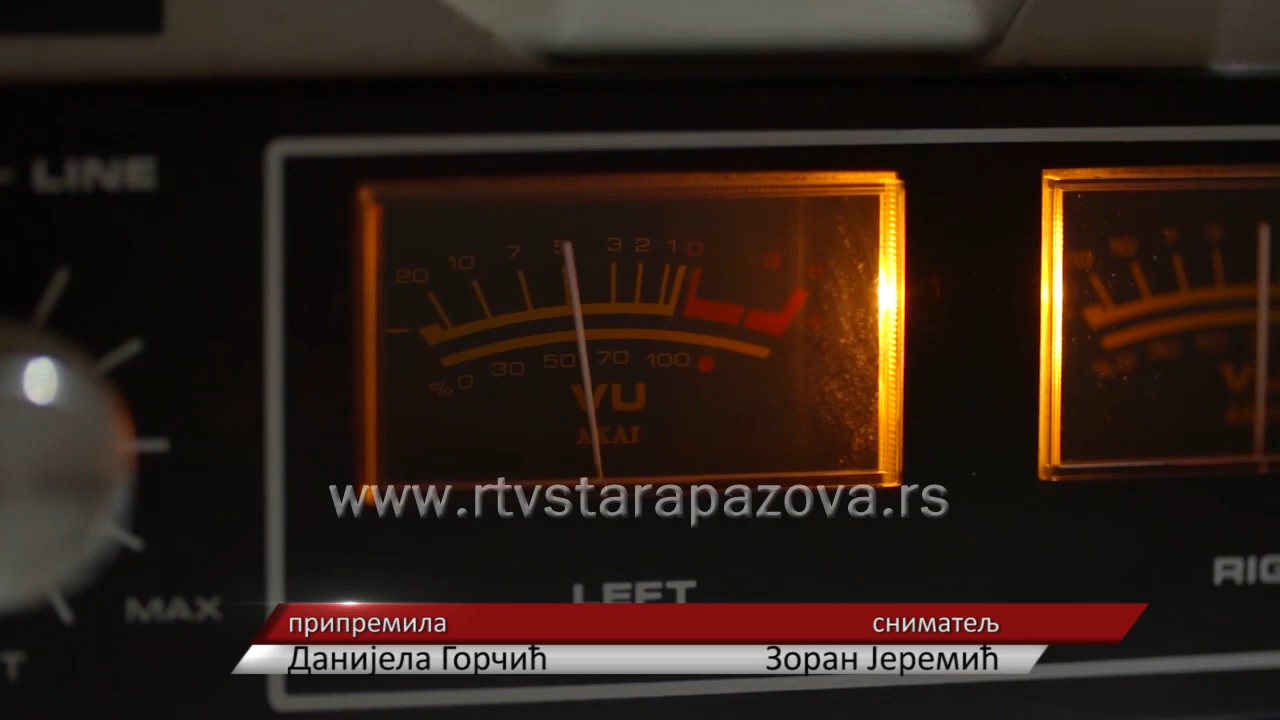 - LINE
20 10 7 5 3 2 1 0 3
% 0 30 50 70 100
VU
AKAI
www.rtvstarapazova.rs
LEFT
MAX
припремила сниматељ
Данијела Горчић Зоран Јеремић